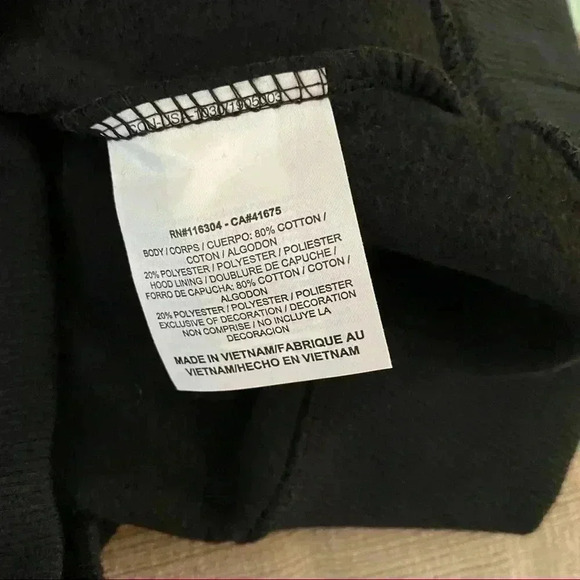 RN#116304 - CA#41675
BODY / CORPS / CUERPO: 80% COTTON /
COTON / ALGODON
20% POLYESTER / POLYESTER / POLIESTER
HOOD LINING / DOUBLURE DE CAPUCHE /
FORRO DE CAPUCHA: 80% COTTON / COTON /
ALGODON
20% POLYESTER / POLYESTER / POLIESTER
EXCLUSIVE OF DECORATION / DECORATION
NON COMPRISE / NO INCLUYE LA
DECORACION
MADE IN VIETNAM/FABRIQUE AU
VIETNAM/HECHO EN VIETNAM